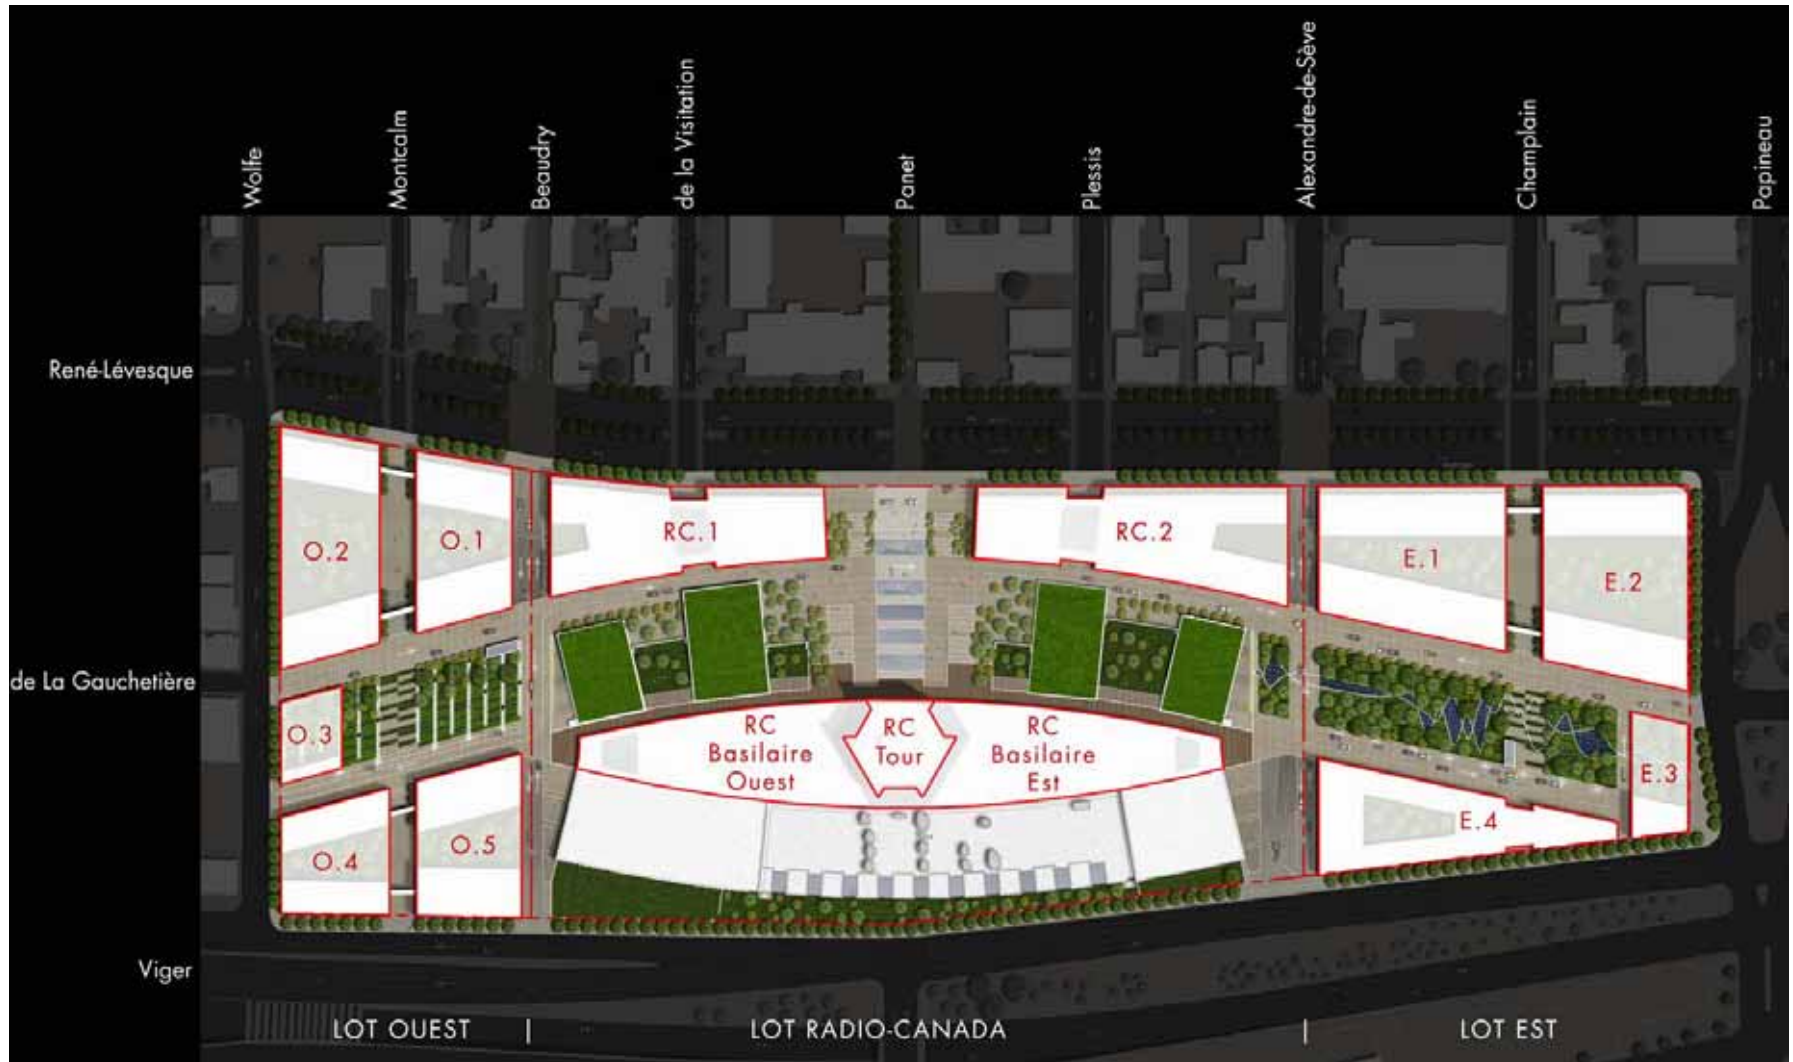 Wolfe
Montcalm
Beaudry
de la Visitation
Panet
Plessis
Alexandre-de-Sève
Champlain
Papineau
René-Lévesque
de La Gauchetière
Viger
O.2
O.1
RC.1
RC.2
E.1
E.2
O.3
RC
Basilaire
Ouest
RC
Tour
RC
Basilaire
Est
E.3
O.4
O.5
E.4
LOT OUEST | LOT RADIO-CANADA | LOT EST